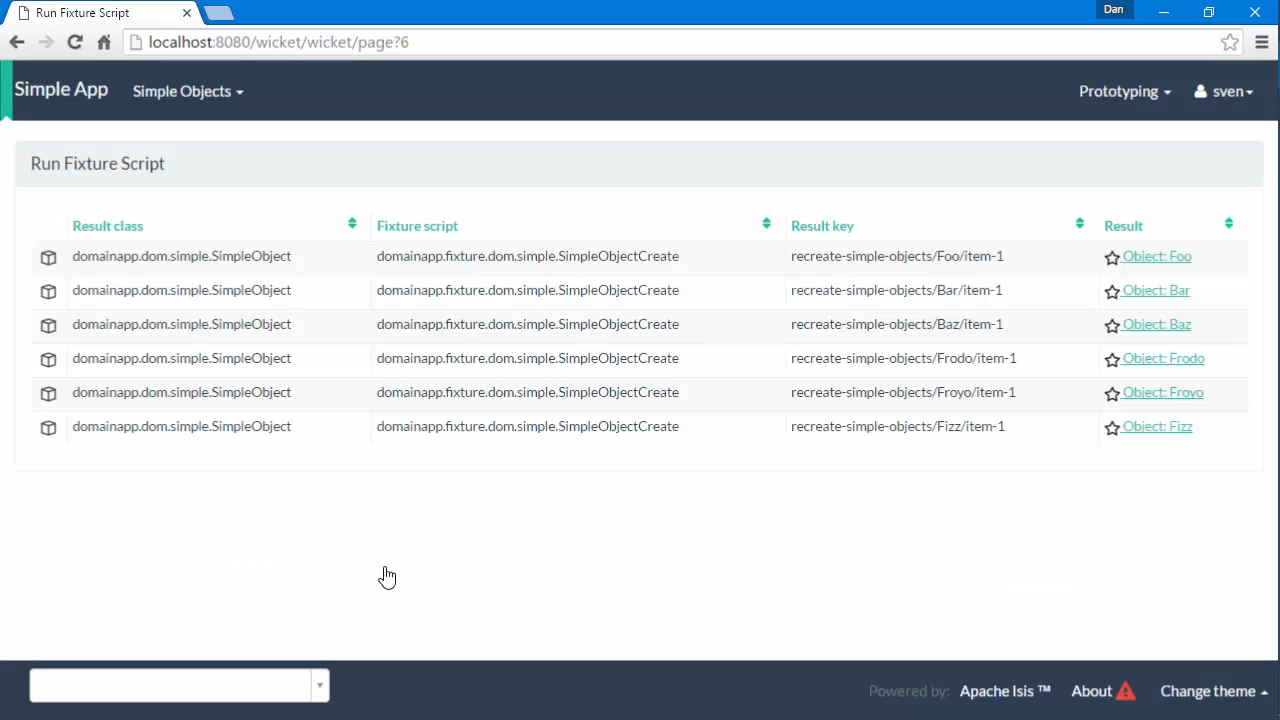 Run Fixture Script
Dan
localhost:8080/wicket/wicket/page?6
Simple App Simple Objects Prototyping sven
Run Fixture Script
Result class Fixture script Result key Result
domainapp.dom.simple.SimpleObject domainapp.fixture.dom.simple.SimpleObjectCreate recreate-simple-objects/Foo/item-1 Object: Foo
domainapp.dom.simple.SimpleObject domainapp.fixture.dom.simple.SimpleObjectCreate recreate-simple-objects/Bar/item-1 Object: Bar
domainapp.dom.simple.SimpleObject domainapp.fixture.dom.simple.SimpleObjectCreate recreate-simple-objects/Baz/item-1 Object: Baz
domainapp.dom.simple.SimpleObject domainapp.fixture.dom.simple.SimpleObjectCreate recreate-simple-objects/Frodo/item-1 Object: Frodo
domainapp.dom.simple.SimpleObject domainapp.fixture.dom.simple.SimpleObjectCreate recreate-simple-objects/Froyo/item-1 Object: Froyo
domainapp.dom.simple.SimpleObject domainapp.fixture.dom.simple.SimpleObjectCreate recreate-simple-objects/Fizz/item-1 Object: Fizz
Powered by: Apache Isis ™ About Change theme